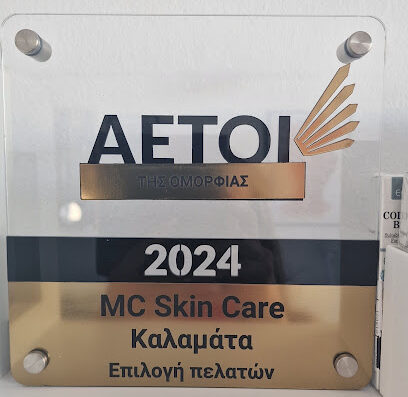 ΑΕΤΟΙ
ΤΗΣ ΟΜΟΡΦΙΑΣ
2024
MC Skin Care
Καλαμάτα
Επιλογή πελατών